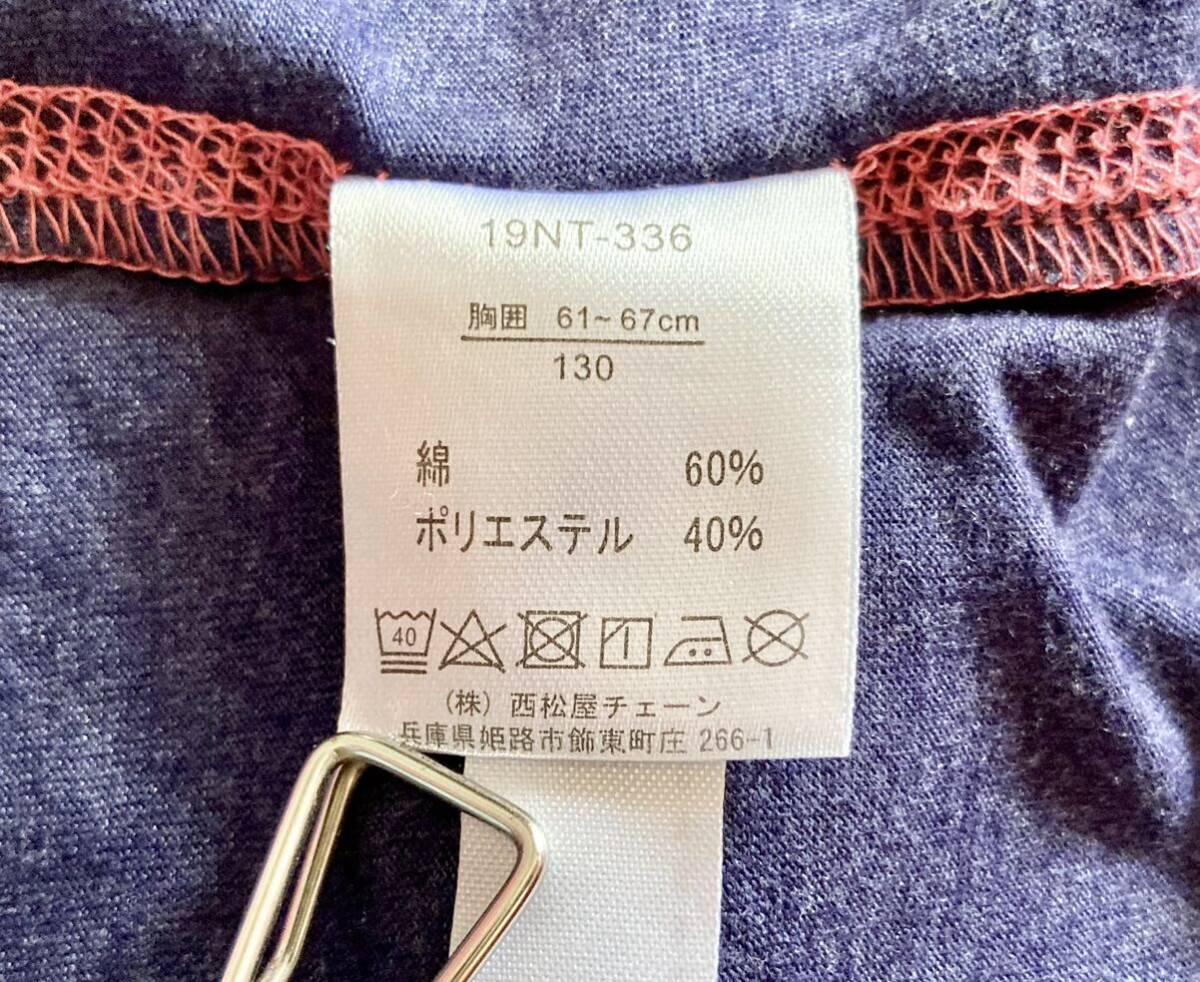 19NT-336
胸囲 61~67cm
130
綿 60%
ポリエステル 40%
40
(株) 西松屋チェーン
兵庫県姫路市飾東町庄 266-1